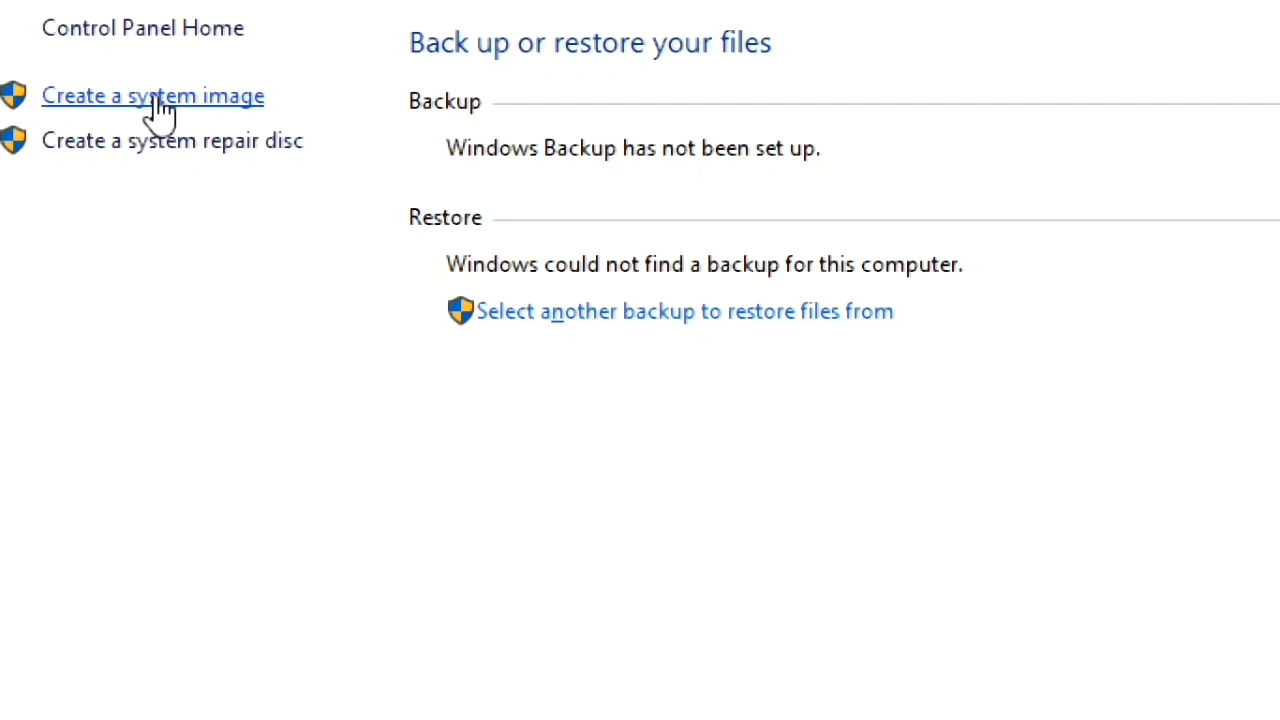 Control Panel Home
Create a system image
Create a system repair disc
Back up or restore your files
Backup
Windows Backup has not been set up.
Restore
Windows could not find a backup for this computer.
Select another backup to restore files from